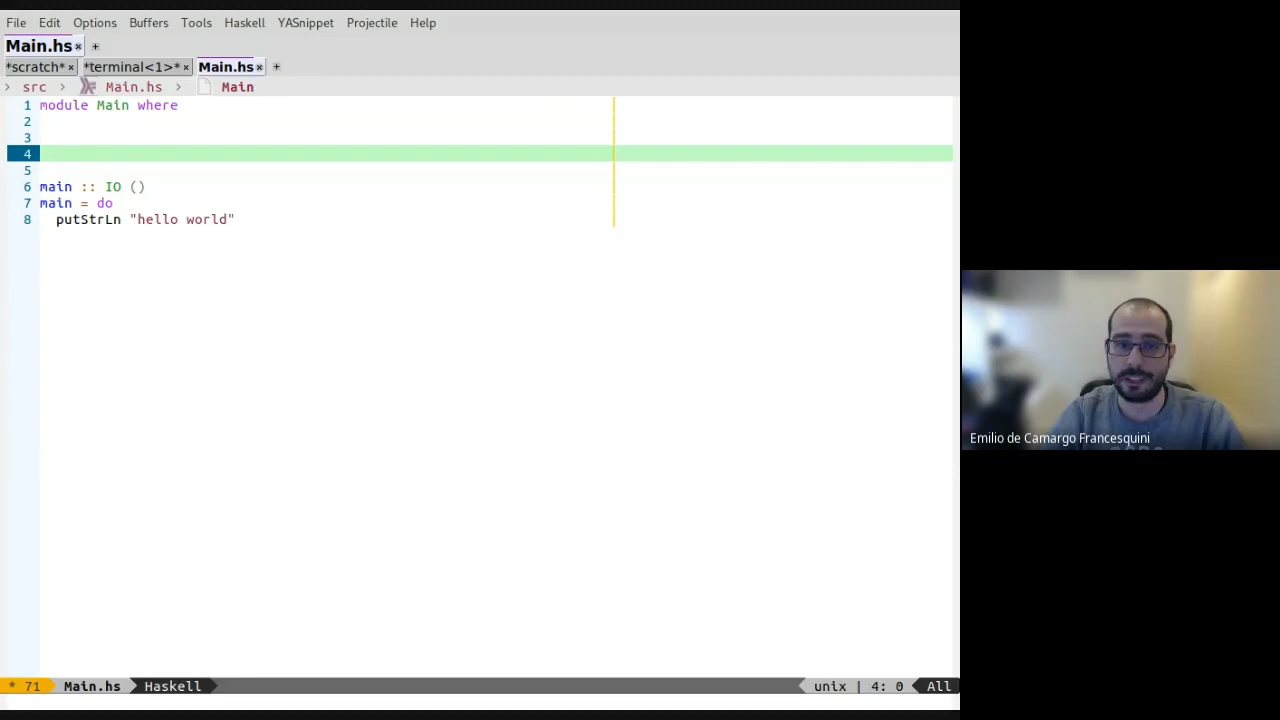 File Edit Options Buffers Tools Haskell YASnippet Projectile Help
Main.hs × +
*scratch* × *terminal<1>* × Main.hs × +
> src > Main.hs > Main
1 module Main where
2
3
4
5
6 main :: IO ()
7 main = do
8   putStrLn "hello world"
Emilio de Camargo Francesquini
* 71 Main.hs Haskell unix | 4: 0 All